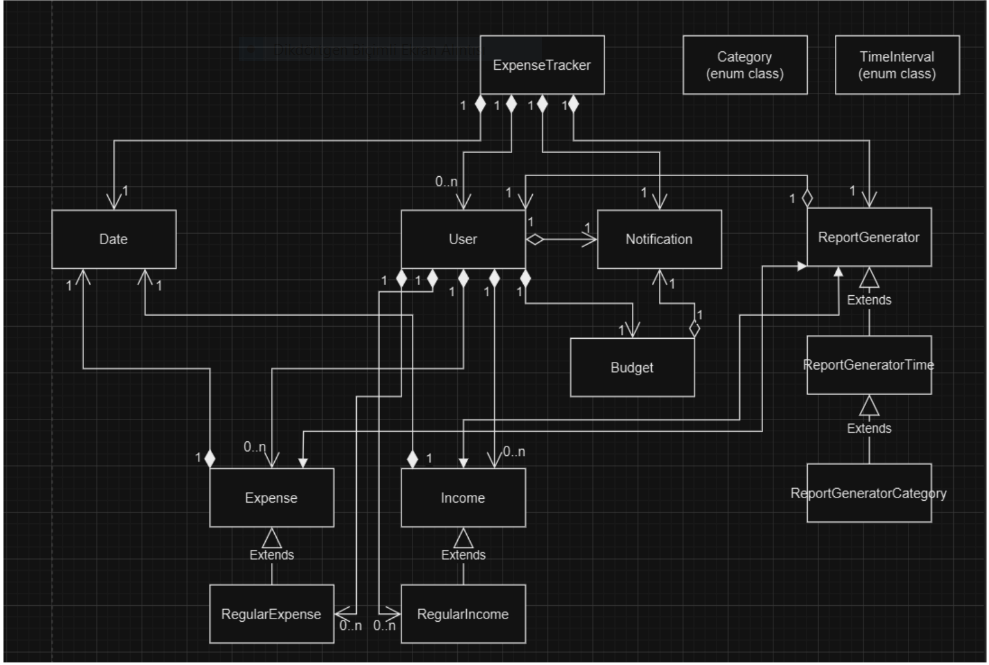 ExpenseTracker
Category
(enum class)
TimeInterval
(enum class)
1
1
1
1
1
0..n
1
1
1
1
Date
User
1
1
Notification
ReportGenerator
1
1
1
1
1
1
1
1
Extends
1
1
Budget
ReportGeneratorTime
Extends
0..n
0..n
1
1
Expense
Income
ReportGeneratorCategory
Extends
Extends
RegularExpense
RegularIncome
0..n
0..n